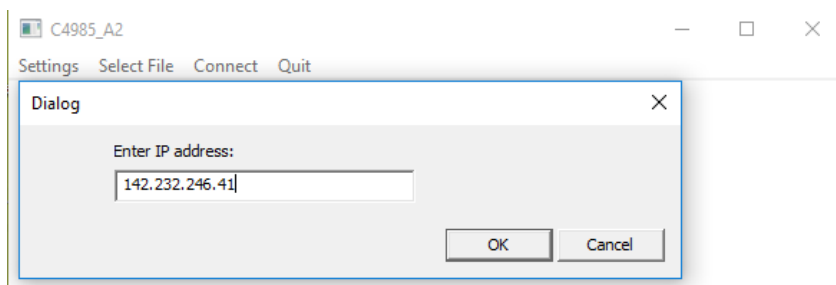 C4985_A2
Settings Select File Connect Quit
Dialog
Enter IP address:
142.232.246.41
OK Cancel